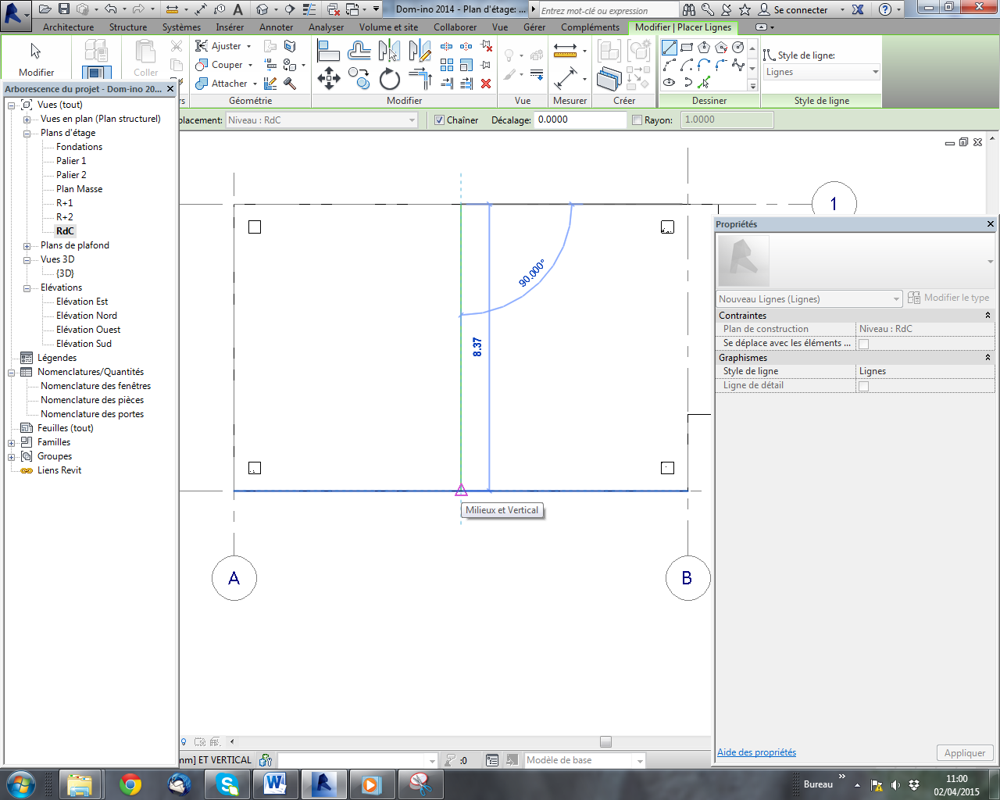 Dom-ino 2014 - Plan d'étage: ...
Entrez mot-clé ou expression
Se connecter
Architecture Structure Systèmes Insérer Annoter Analyser Volume et site Collaborer Vue Gérer Compléments Modifier | Placer Lignes
Modifier
Coller
Ajuster
Couper
Attacher
Style de ligne:
Lignes
Géométrie Modifier Vue Mesurer Créer Dessiner Style de ligne
placement: Niveau : RdC Chaîner Décalage: 0.0000 Rayon: 1.0000
Arborescence du projet - Dom-ino 20...
Vues (tout)
Vues en plan (Plan structurel)
Plans d'étage
Fondations
Palier 1
Palier 2
Plan Masse
R+1
R+2
RdC
Plans de plafond
Vues 3D
{3D}
Elévations
Elévation Est
Elévation Nord
Elévation Ouest
Elévation Sud
Légendes
Nomenclatures/Quantités
Nomenclature des fenêtres
Nomenclature des pièces
Nomenclature des portes
Feuilles (tout)
Familles
Groupes
Liens Revit
1
90.000°
8.37
Milieux et Vertical
A
B
Propriétés
Nouveau Lignes (Lignes)
Modifier le type
Contraintes
Plan de construction Niveau : RdC
Se déplace avec les éléments ...
Graphismes
Style de ligne Lignes
Ligne de détail
Aide des propriétés
Appliquer
nm] ET VERTICAL
:0
Modèle de base
Bureau
11:00
02/04/2015